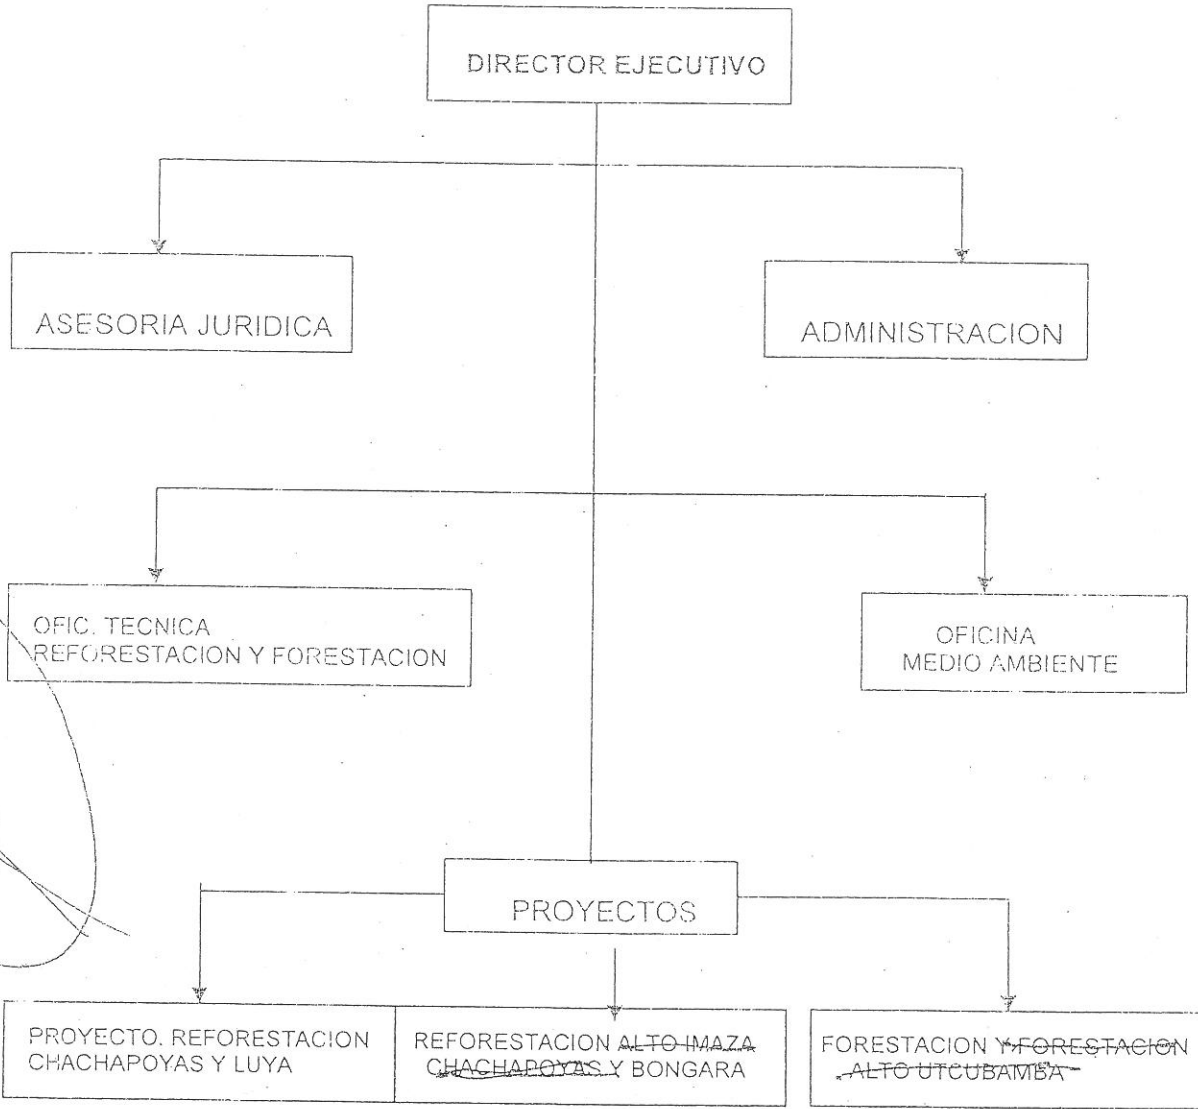 DIRECTOR EJECUTIVO
ASESORIA JURIDICA
ADMINISTRACION
OFIC. TECNICA
REFORESTACION Y FORESTACION
OFICINA
MEDIO AMBIENTE
PROYECTOS
PROYECTO. REFORESTACION
CHACHAPOYAS Y LUYA
REFORESTACION ALTO IMAZA
CHACHAPOYAS Y BONGARA
FORESTACION Y FORESTACION
ALTO UTCUBAMBA